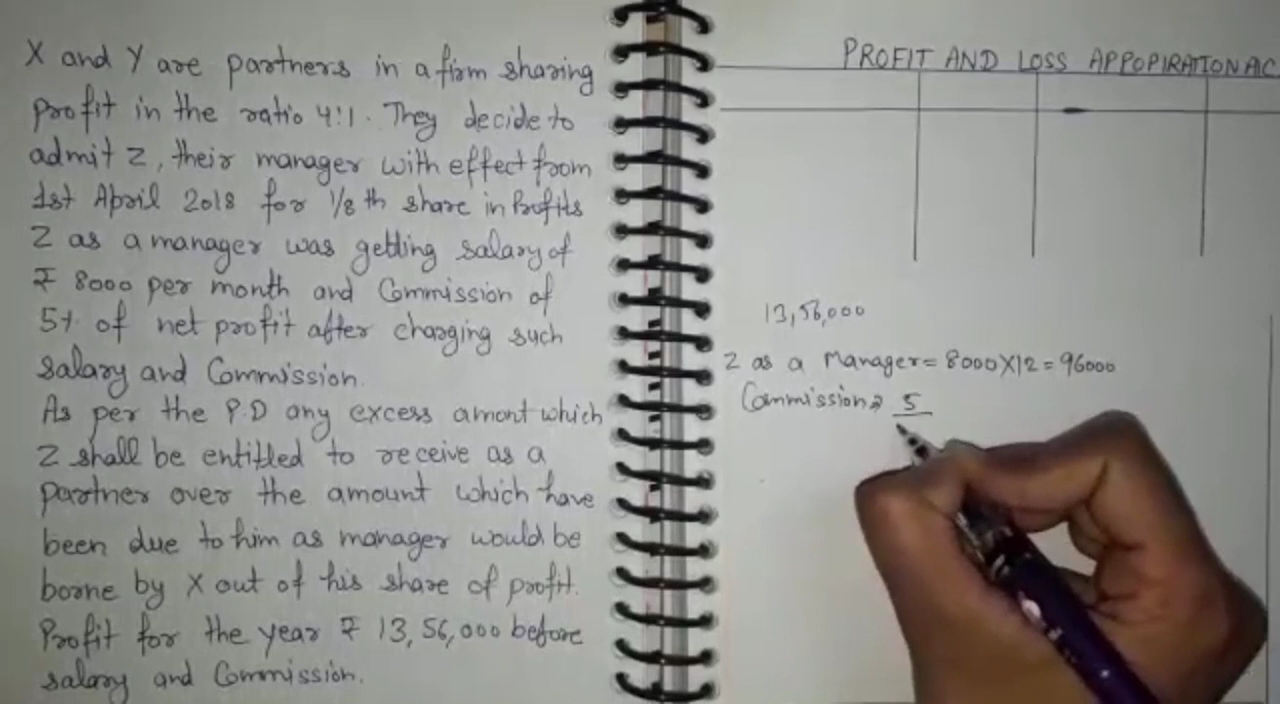 X and Y are partners in a firm sharing
profit in the ratio 4:1. They decide to
admit Z, their manager with effect from
1st April 2018 for 1/8 th share in Profits
Z as a manager was getting salary of
₹ 8000 per month and Commission of
5% of net profit after charging such
salary and Commission.
As per the P.D any excess amont which
Z shall be entitled to receive as a
partner over the amount which have
been due to him as manager would be
borne by X out of his share of profit.
Profit for the year ₹ 13,56,000 before
salary and Commission.
PROFIT AND LOSS APPOPIRATION A/C
13,56,000
Z as a Manager = 8000X12 = 96000
Commission = 5